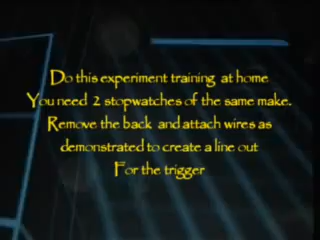 Do this experiment training at home
You need 2 stopwatches of the same make.
Remove the back and attach wires as
demonstrated to create a line out
For the trigger